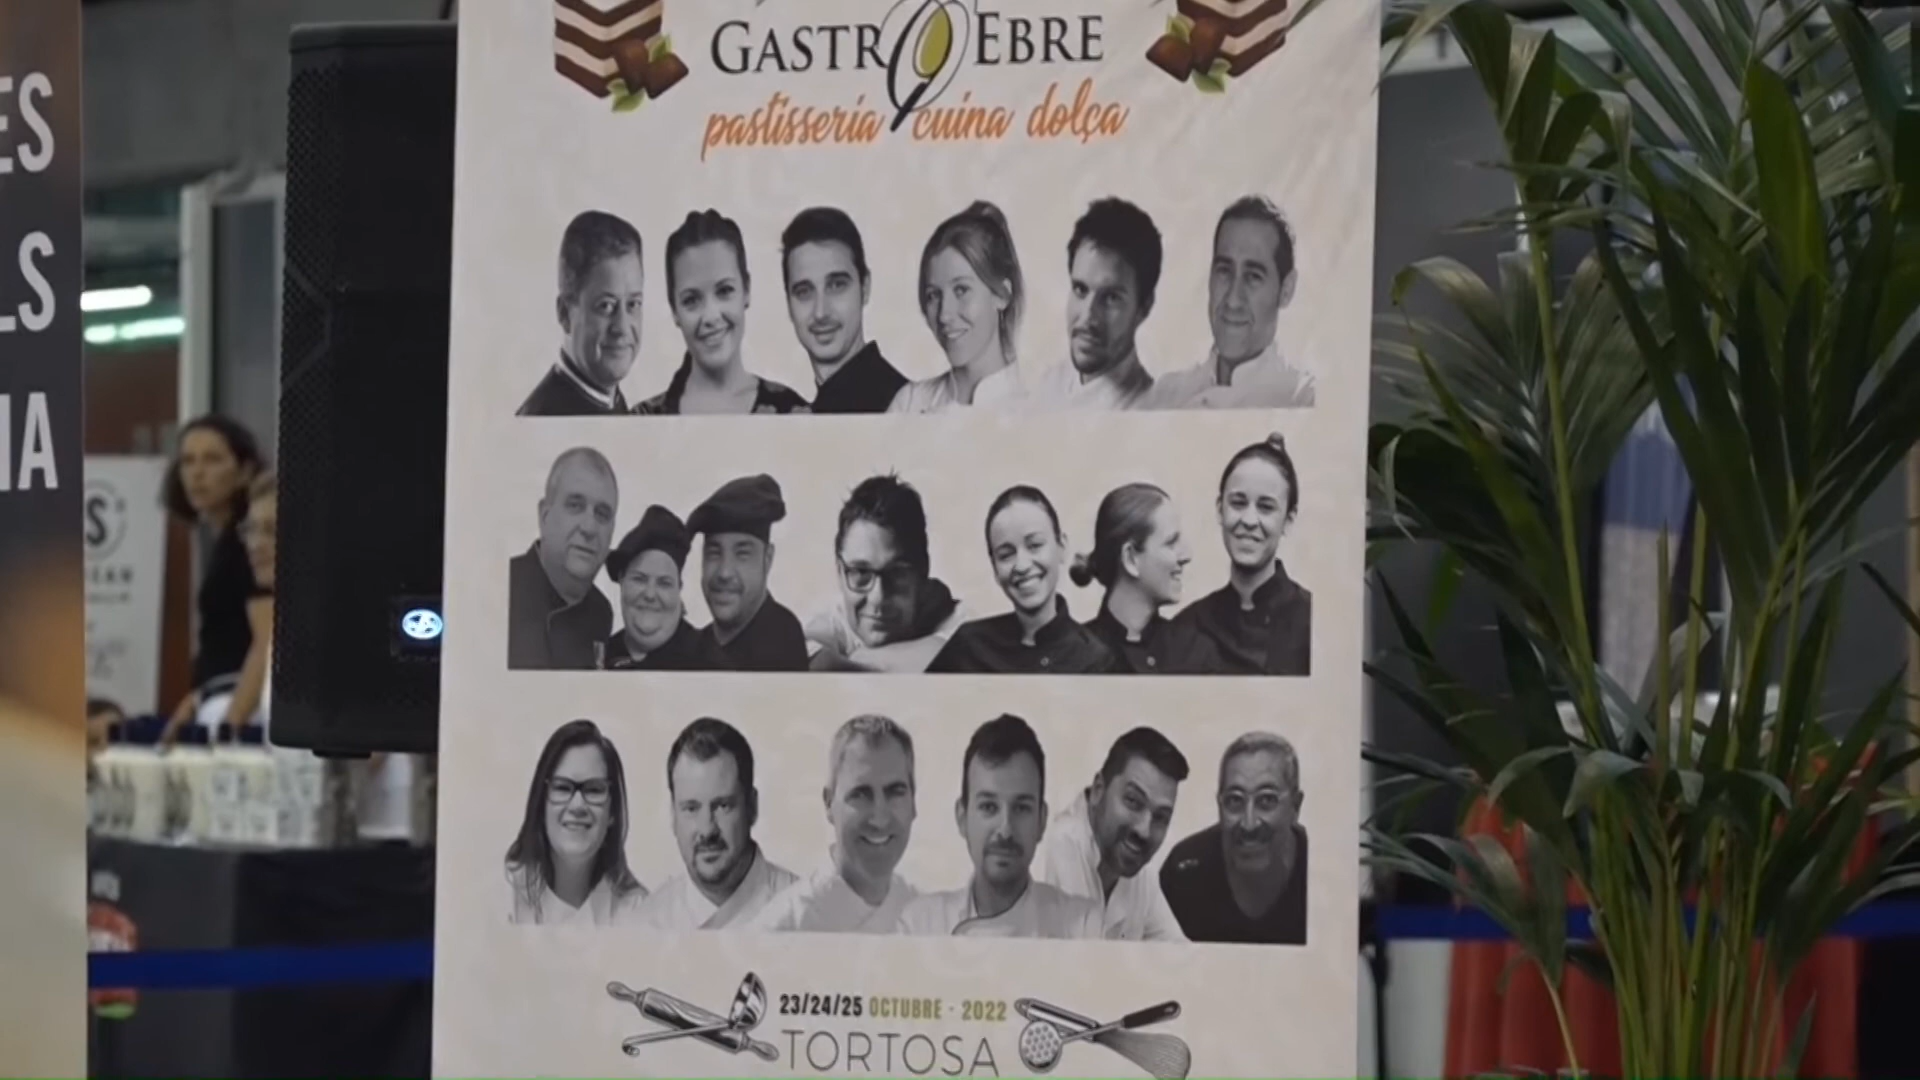 GASTROEBRE
pastisseria cuina dolça
ES
LS
IA
S
23/24/25 OCTUBRE - 2022
TORTOSA